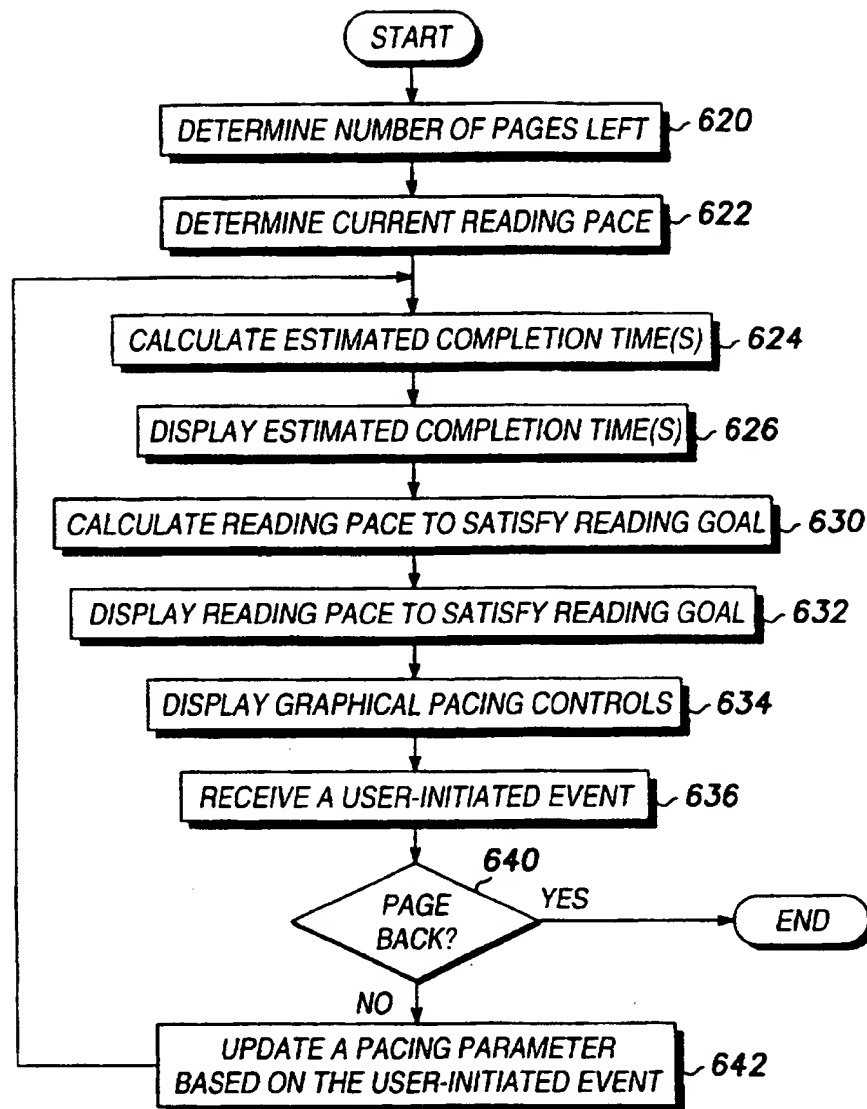 START
DETERMINE NUMBER OF PAGES LEFT 620
DETERMINE CURRENT READING PACE 622
CALCULATE ESTIMATED COMPLETION TIME(S) 624
DISPLAY ESTIMATED COMPLETION TIME(S) 626
CALCULATE READING PACE TO SATISFY READING GOAL 630
DISPLAY READING PACE TO SATISFY READING GOAL 632
DISPLAY GRAPHICAL PACING CONTROLS 634
RECEIVE A USER-INITIATED EVENT 636
640
PAGE
BACK?
YES
END
NO
UPDATE A PACING PARAMETER
BASED ON THE USER-INITIATED EVENT 642